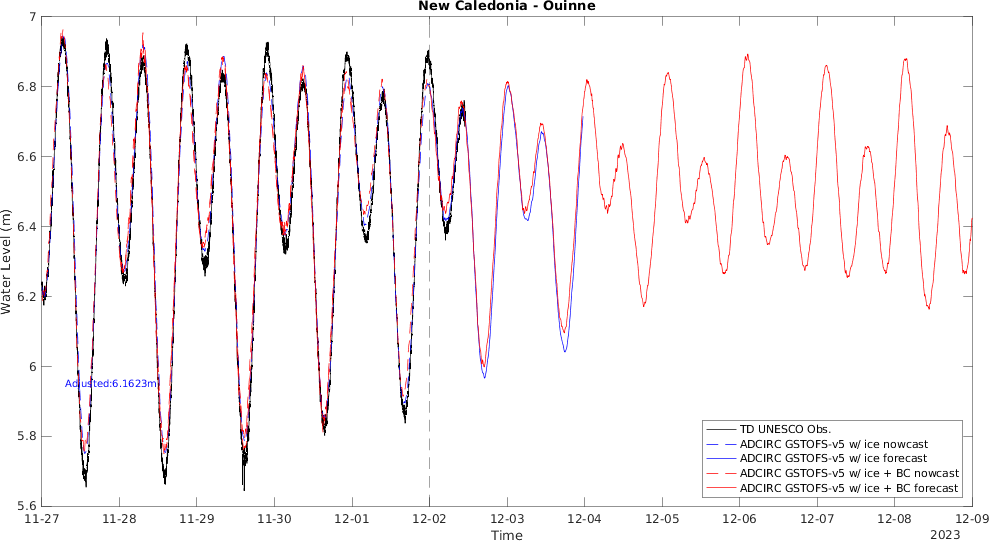 New Caledonia - Ouinne
7
6.8
6.6
6.4
6.2
6
5.8
5.6
Water Level (m)
Adjusted:6.1623m
TD UNESCO Obs.
ADCIRC GSTOFS-v5 w/ ice nowcast
ADCIRC GSTOFS-v5 w/ ice forecast
ADCIRC GSTOFS-v5 w/ ice + BC nowcast
ADCIRC GSTOFS-v5 w/ ice + BC forecast
11-27 11-28 11-29 11-30 12-01 12-02 12-03 12-04 12-05 12-06 12-07 12-08 12-09
Time
2023